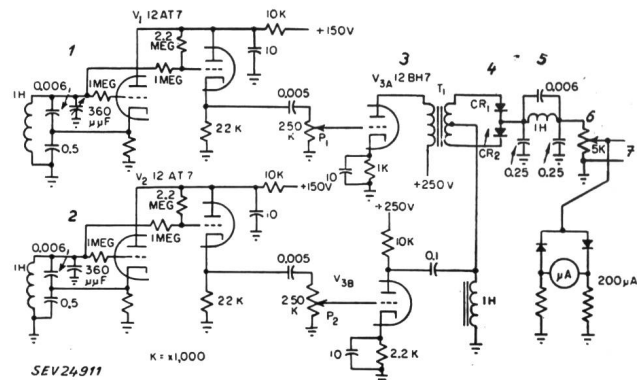 1
V1 12AT7
2.2 MEG
10K
+150V
10
1MEG
1MEG
1H
0,006,
360 μμF
0.5
22 K
0,005
250 K
P1
3
V3A 12BH7
T1
10
1K
+250V
4
CR1
CR2
5
0,006
1H
0.25
0.25
6
5K
7
2
V2 12 AT7
2.2 MEG
10K
+150V
10
1MEG
1MEG
1H
0.006,
360 μμF
0.5
22 K
0.005
250 K
P2
V3B
+250V
10K
0,1
1H
10
2.2 K
μA
200μA
K = x1,000
SEV24911